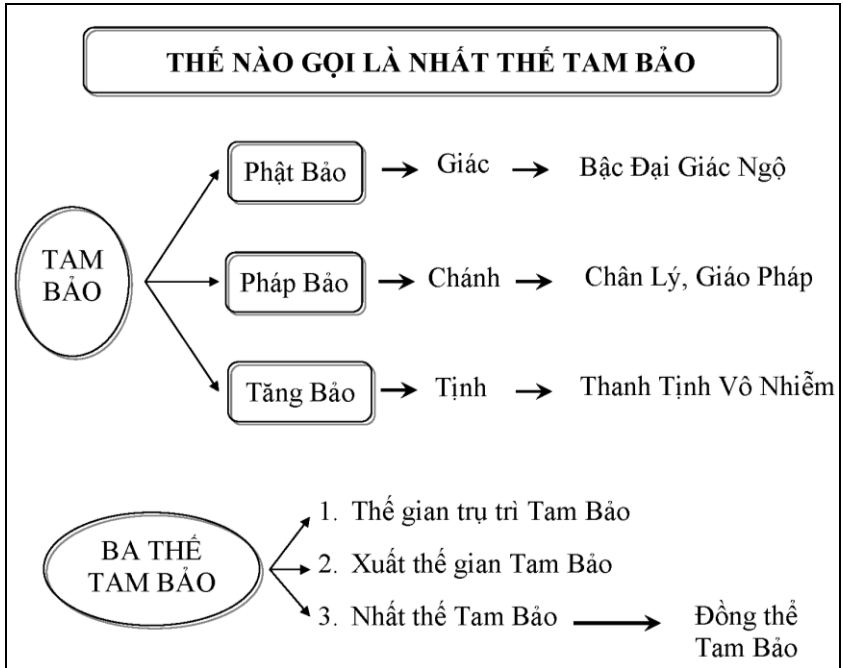 THẾ NÀO GỌI LÀ NHẤT THẾ TAM BẢO
Phật Bảo Giác Bậc Đại Giác Ngộ
TAM
BẢO
Pháp Bảo Chánh Chân Lý, Giáo Pháp
Tăng Bảo Tịnh Thanh Tịnh Vô Nhiễm
BA THẾ
TAM BẢO
1. Thế gian trụ trì Tam Bảo
2. Xuất thế gian Tam Bảo
3. Nhất thế Tam Bảo Đồng thể
Tam Bảo